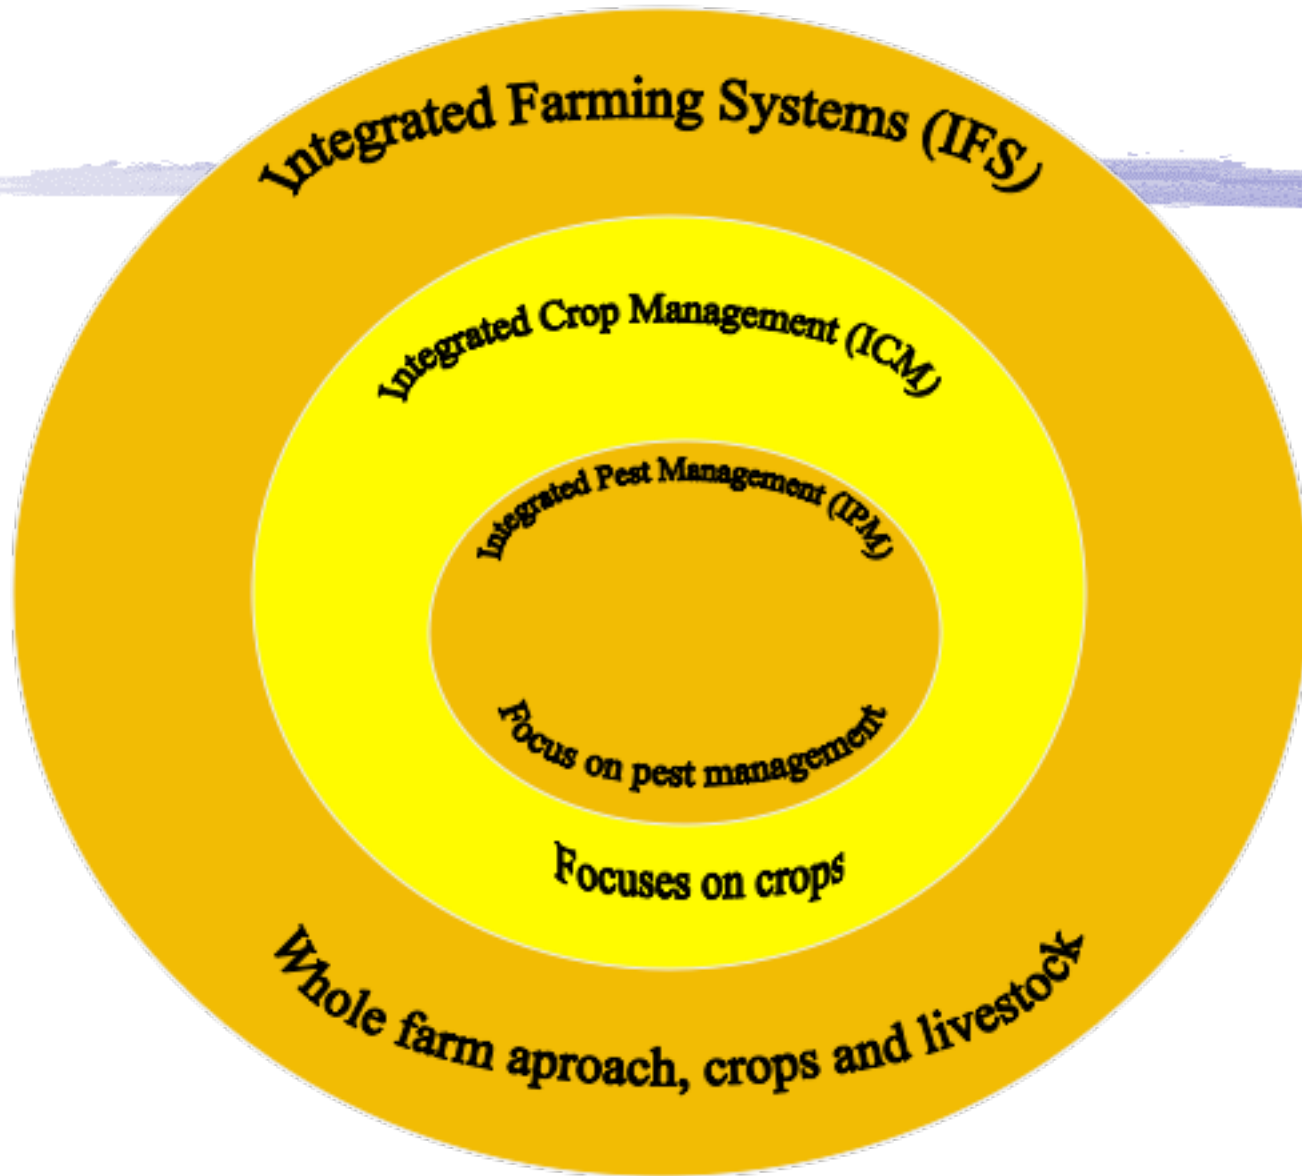 Integrated Farming Systems (IFS)
Integrated Crop Management (ICM)
Integrated Pest Management (IPM)
Focus on pest management
Focuses on crops
Whole farm aproach, crops and livestock